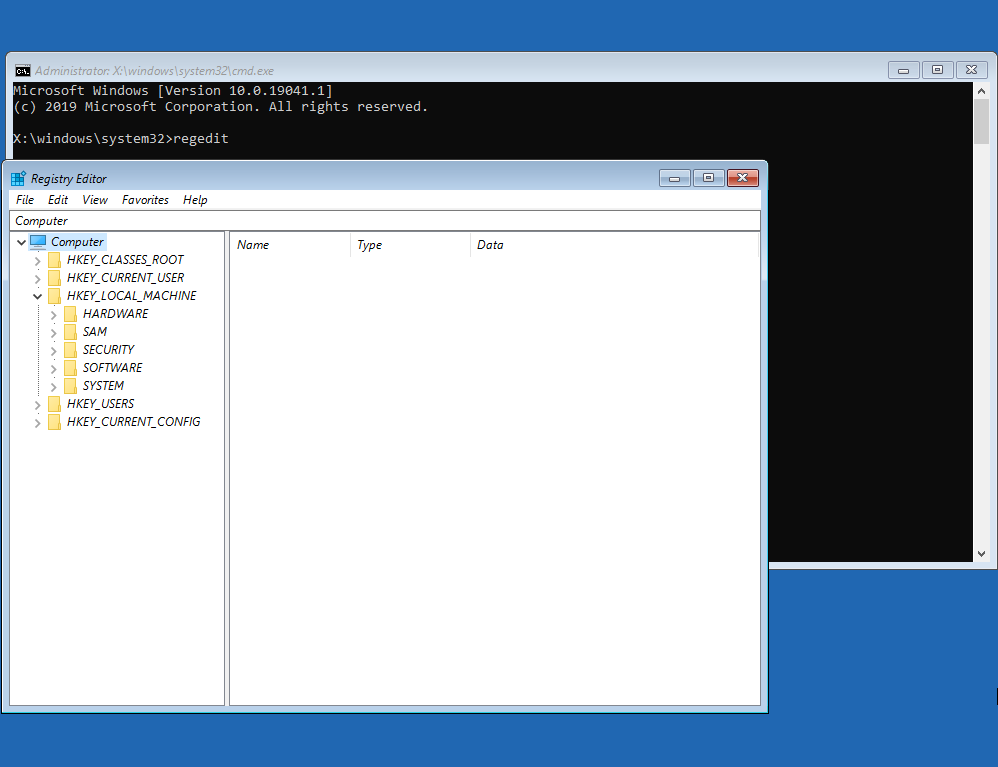 Administrator: X:\windows\system32\cmd.exe
Microsoft Windows [Version 10.0.19041.1]
(c) 2019 Microsoft Corporation. All rights reserved.
X:\windows\system32>regedit
Registry Editor
File Edit View Favorites Help
Computer
Computer
HKEY_CLASSES_ROOT
HKEY_CURRENT_USER
HKEY_LOCAL_MACHINE
HARDWARE
SAM
SECURITY
SOFTWARE
SYSTEM
HKEY_USERS
HKEY_CURRENT_CONFIG
Name Type Data